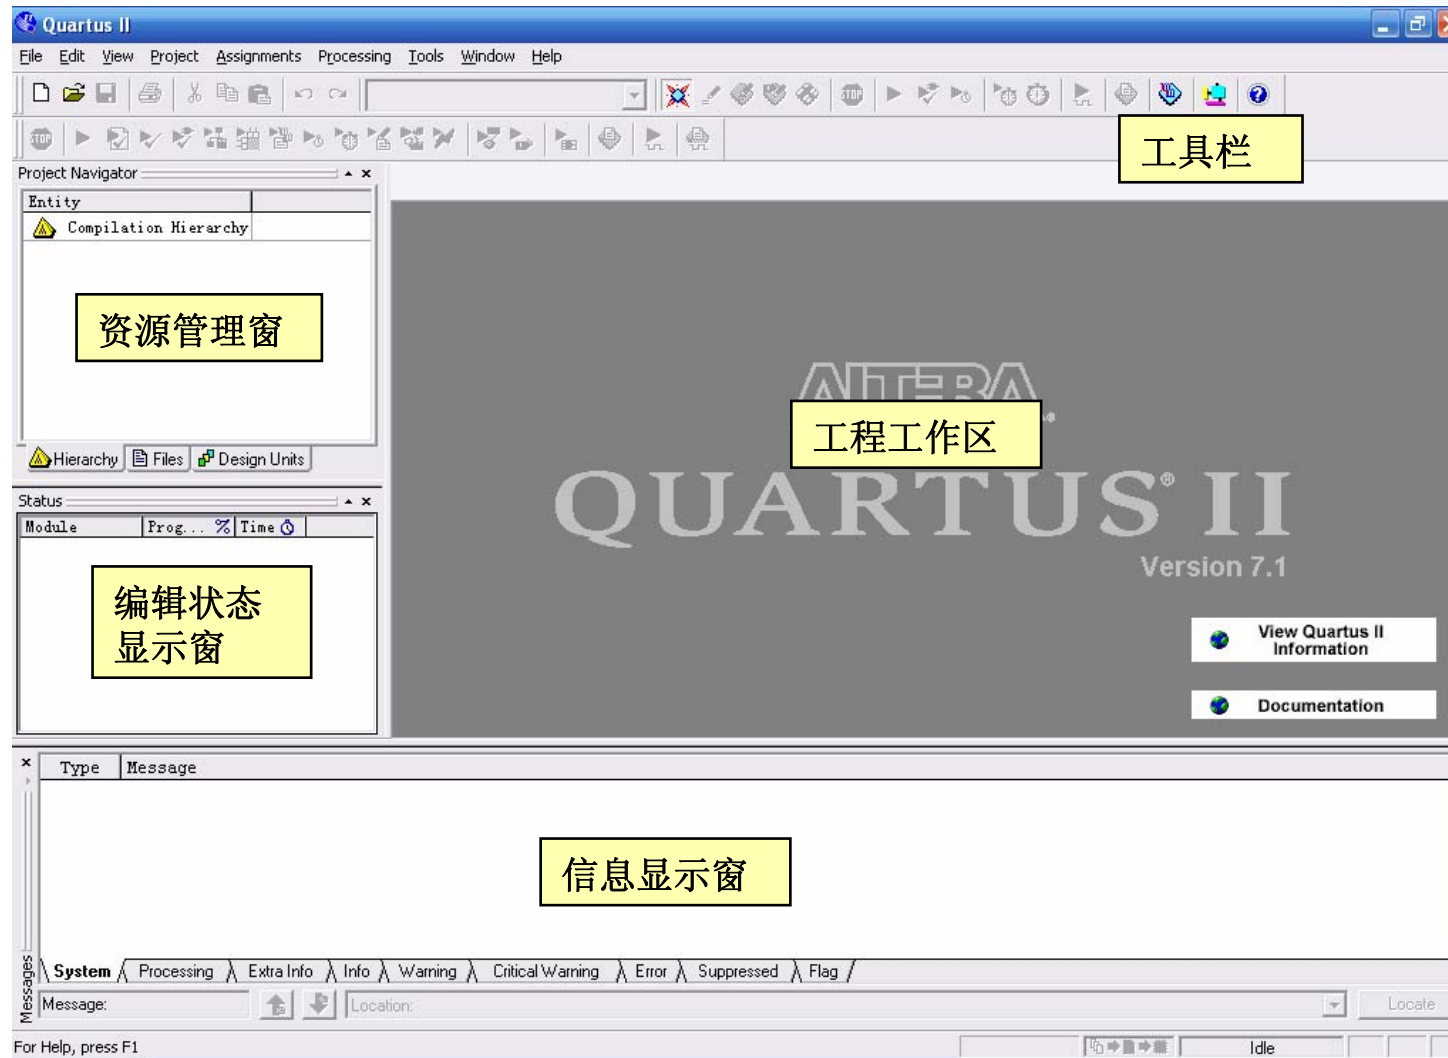 Quartus II
File Edit View Project Assignments Processing Tools Window Help
工具栏
Project Navigator
Entity
Compilation Hierarchy
资源管理窗
Hierarchy Files Design Units
Status
Module Prog... % Time
编辑状态
显示窗
ALTERA
工程工作区
QUARTUS® II
Version 7.1
View Quartus II
Information
Documentation
Type Message
信息显示窗
System Processing Extra Info Info Warning Critical Warning Error Suppressed Flag
Messages
Message: Location: Locate
For Help, press F1 Idle